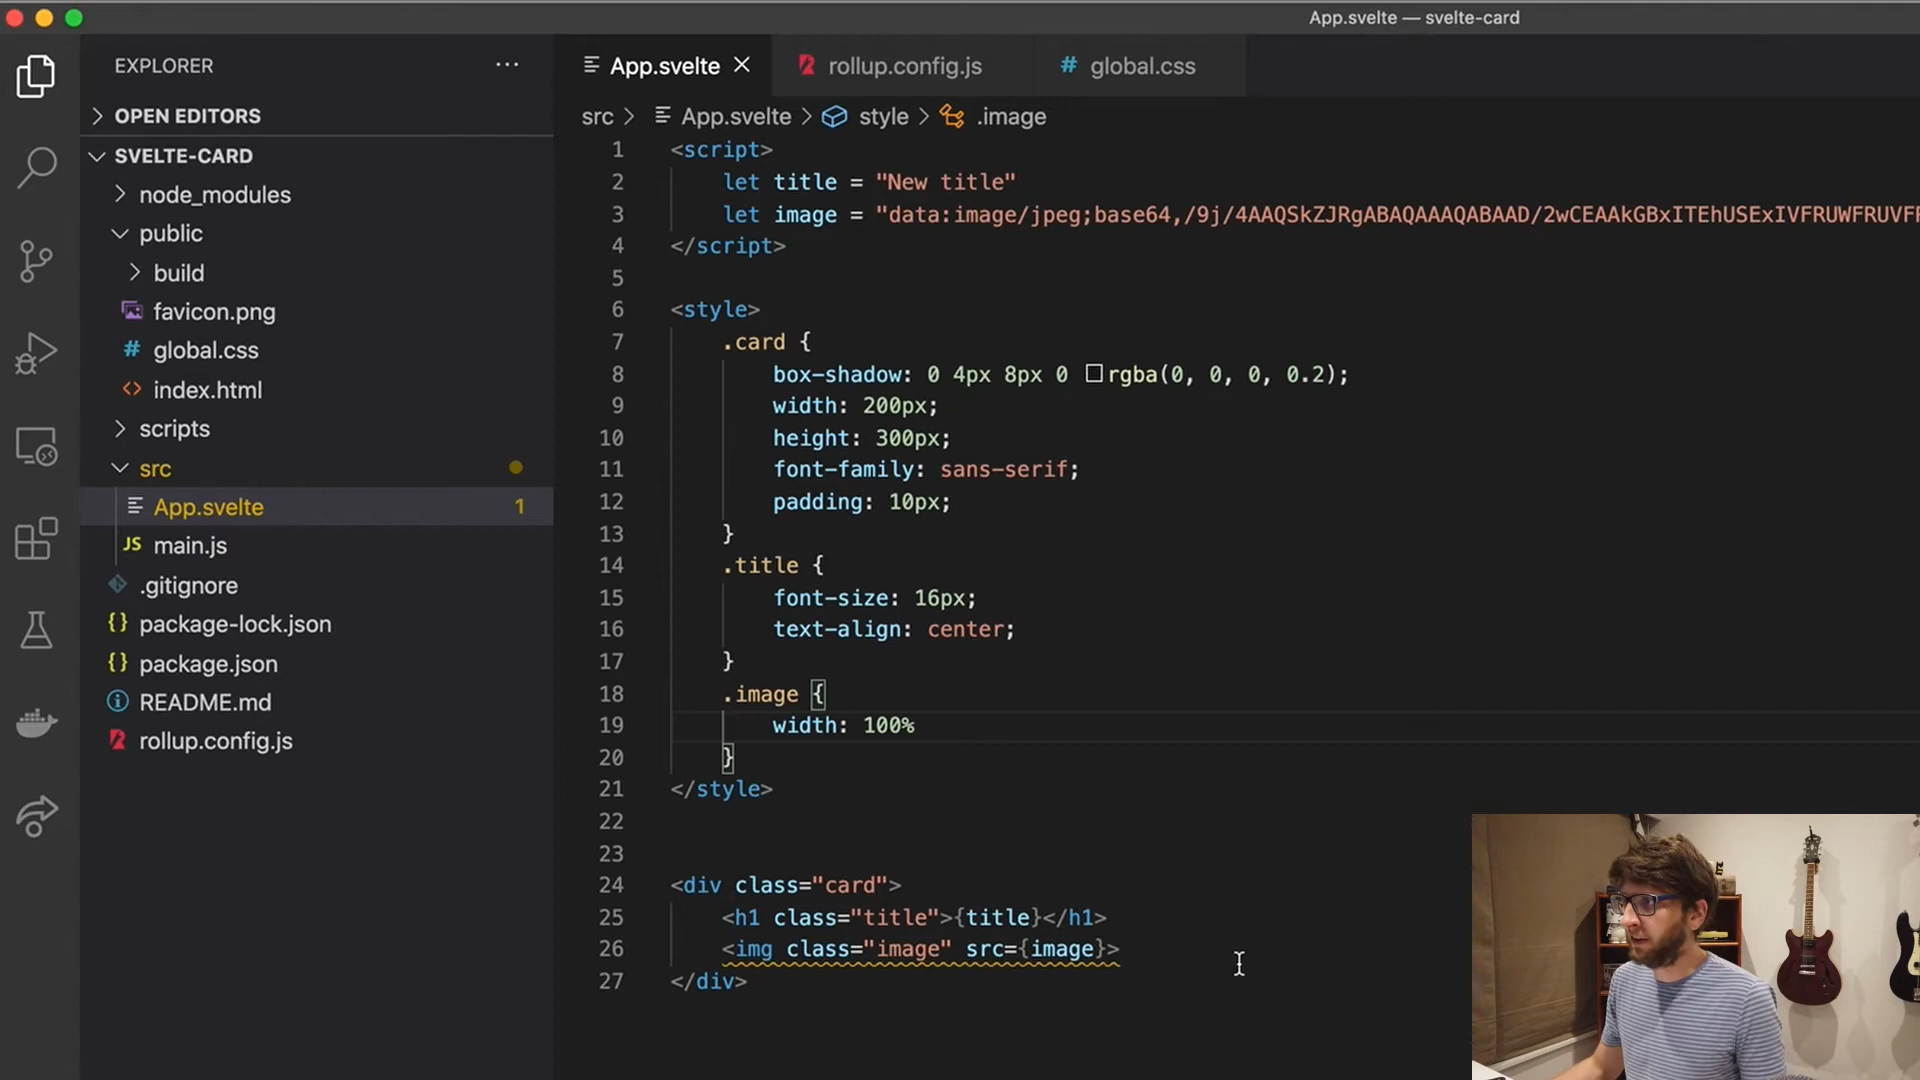 App.svelte — svelte-card
EXPLORER
OPEN EDITORS
SVELTE-CARD
node_modules
public
build
favicon.png
global.css
index.html
scripts
src
App.svelte 1
main.js
.gitignore
package-lock.json
package.json
README.md
rollup.config.js
App.svelte
rollup.config.js
global.css
src > App.svelte > style > .image
1 <script>
2 let title = "New title"
3 let image = "data:image/jpeg;base64,/9j/4AAQSkZJRgABAQAAAQABAAD/2wCEAAkGBxITEhUSExIVFRUWFRUVF
4 </script>
5
6 <style>
7 .card {
8 box-shadow: 0 4px 8px 0 rgba(0, 0, 0, 0.2);
9 width: 200px;
10 height: 300px;
11 font-family: sans-serif;
12 padding: 10px;
13 }
14 .title {
15 font-size: 16px;
16 text-align: center;
17 }
18 .image {
19 width: 100%
20 }
21 </style>
22
23
24 <div class="card">
25 <h1 class="title">{title}</h1>
26 <img class="image" src={image}>
27 </div>